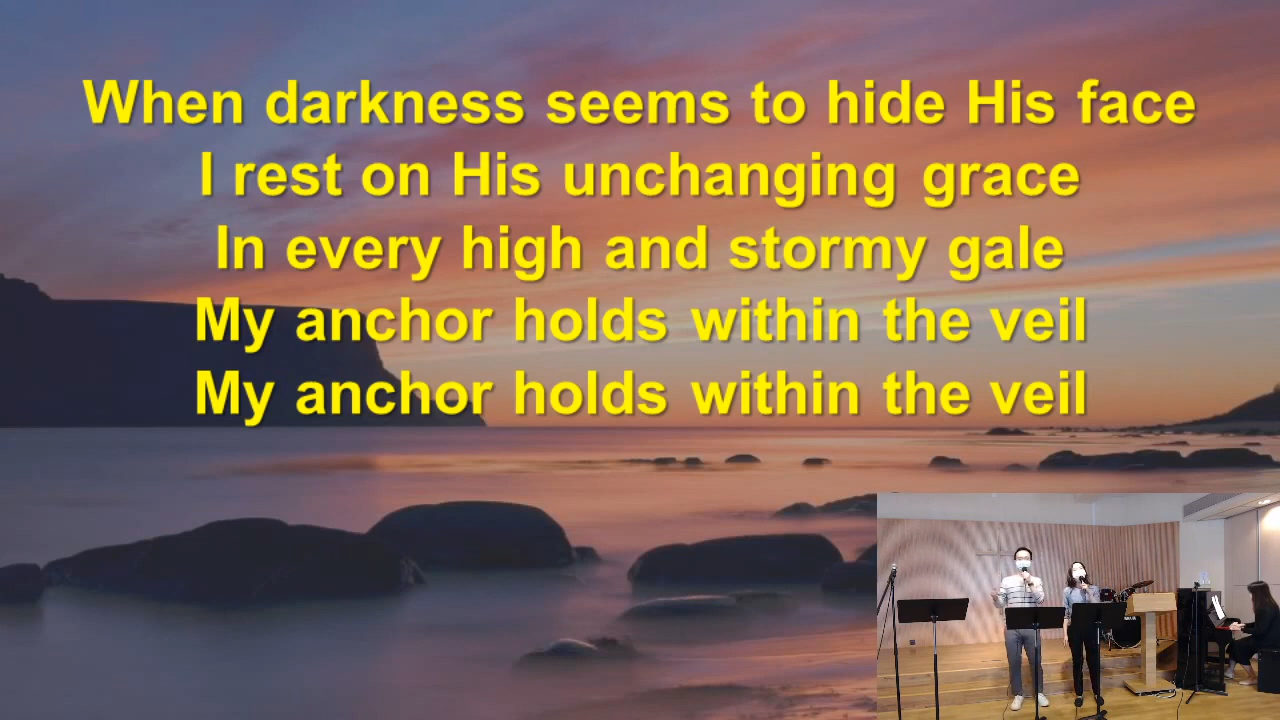 When darkness seems to hide His face
I rest on His unchanging grace
In every high and stormy gale
My anchor holds within the veil
My anchor holds within the veil